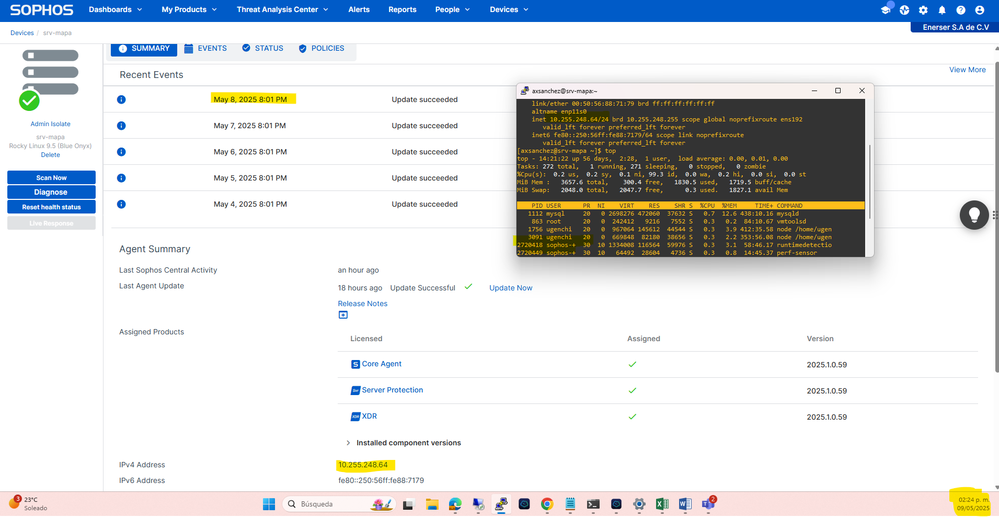 SOPHOS
Dashboards My Products Threat Analysis Center Alerts Reports People Devices
Enerser S.A de C.V
Devices / srv-mapa
SUMMARY EVENTS STATUS POLICIES
Admin Isolate
srv-mapa
Rocky Linux 9.5 (Blue Onyx)
Delete
Scan Now
Diagnose
Reset health status
Live Response
Recent Events
View More
May 8, 2025 8:01 PM Update succeeded
May 7, 2025 8:01 PM Update succeeded
May 6, 2025 8:01 PM Update succeeded
May 5, 2025 8:01 PM Update succeeded
May 4, 2025 8:01 PM Update succeeded
axsanchez@srv-mapa:~
link/ether 00:50:56:88:71:79 brd ff:ff:ff:ff:ff:ff
altname enp11s0
inet 10.255.248.64/24 brd 10.255.248.255 scope global noprefixroute ens192
valid_lft forever preferred_lft forever
inet6 fe80::250:56ff:fe88:7179/64 scope link noprefixroute
valid_lft forever preferred_lft forever
[axsanchez@srv-mapa ~]$ top
top - 14:21:22 up 56 days, 2:28, 1 user, load average: 0.00, 0.01, 0.00
Tasks: 272 total, 1 running, 271 sleeping, 0 stopped, 0 zombie
%Cpu(s): 0.2 us, 0.2 sy, 0.1 ni, 99.3 id, 0.0 wa, 0.2 hi, 0.0 si, 0.0 st
MiB Mem : 3657.6 total, 300.4 free, 1830.5 used, 1719.5 buff/cache
MiB Swap: 2048.0 total, 2047.7 free, 0.3 used. 1827.1 avail Mem
PID USER PR NI VIRT RES SHR S %CPU %MEM TIME+ COMMAND
1112 mysql 20 0 2698276 472060 37632 S 0.7 12.6 438:10.16 mysqld
863 root 20 0 242412 9216 7552 S 0.3 0.2 84:10.67 vmtoolsd
1756 ugenchi 20 0 967064 145612 44544 S 0.3 3.9 412:35.58 node /home/ugen
3091 ugenchi 20 0 669848 82180 38656 S 0.3 2.2 353:56.08 node /home/ugen
2720418 sophos-+ 30 10 1334008 116564 59976 S 0.3 3.1 58:46.17 runtimedetectio
2720449 sophos-+ 30 10 64492 28604 4736 S 0.3 0.8 14:45.37 perf-sensor
Agent Summary
Last Sophos Central Activity an hour ago
Last Agent Update 18 hours ago Update Successful Update Now
Release Notes
Assigned Products
Licensed Assigned Version
S Core Agent 2025.1.0.59
Svr Server Protection 2025.1.0.59
XDR XDR 2025.1.0.59
Installed component versions
IPv4 Address 10.255.248.64
IPv6 Address fe80::250:56ff:fe88:7179
3
23°C
Soleado
Búsqueda
2
02:24 p. m.
09/05/2025